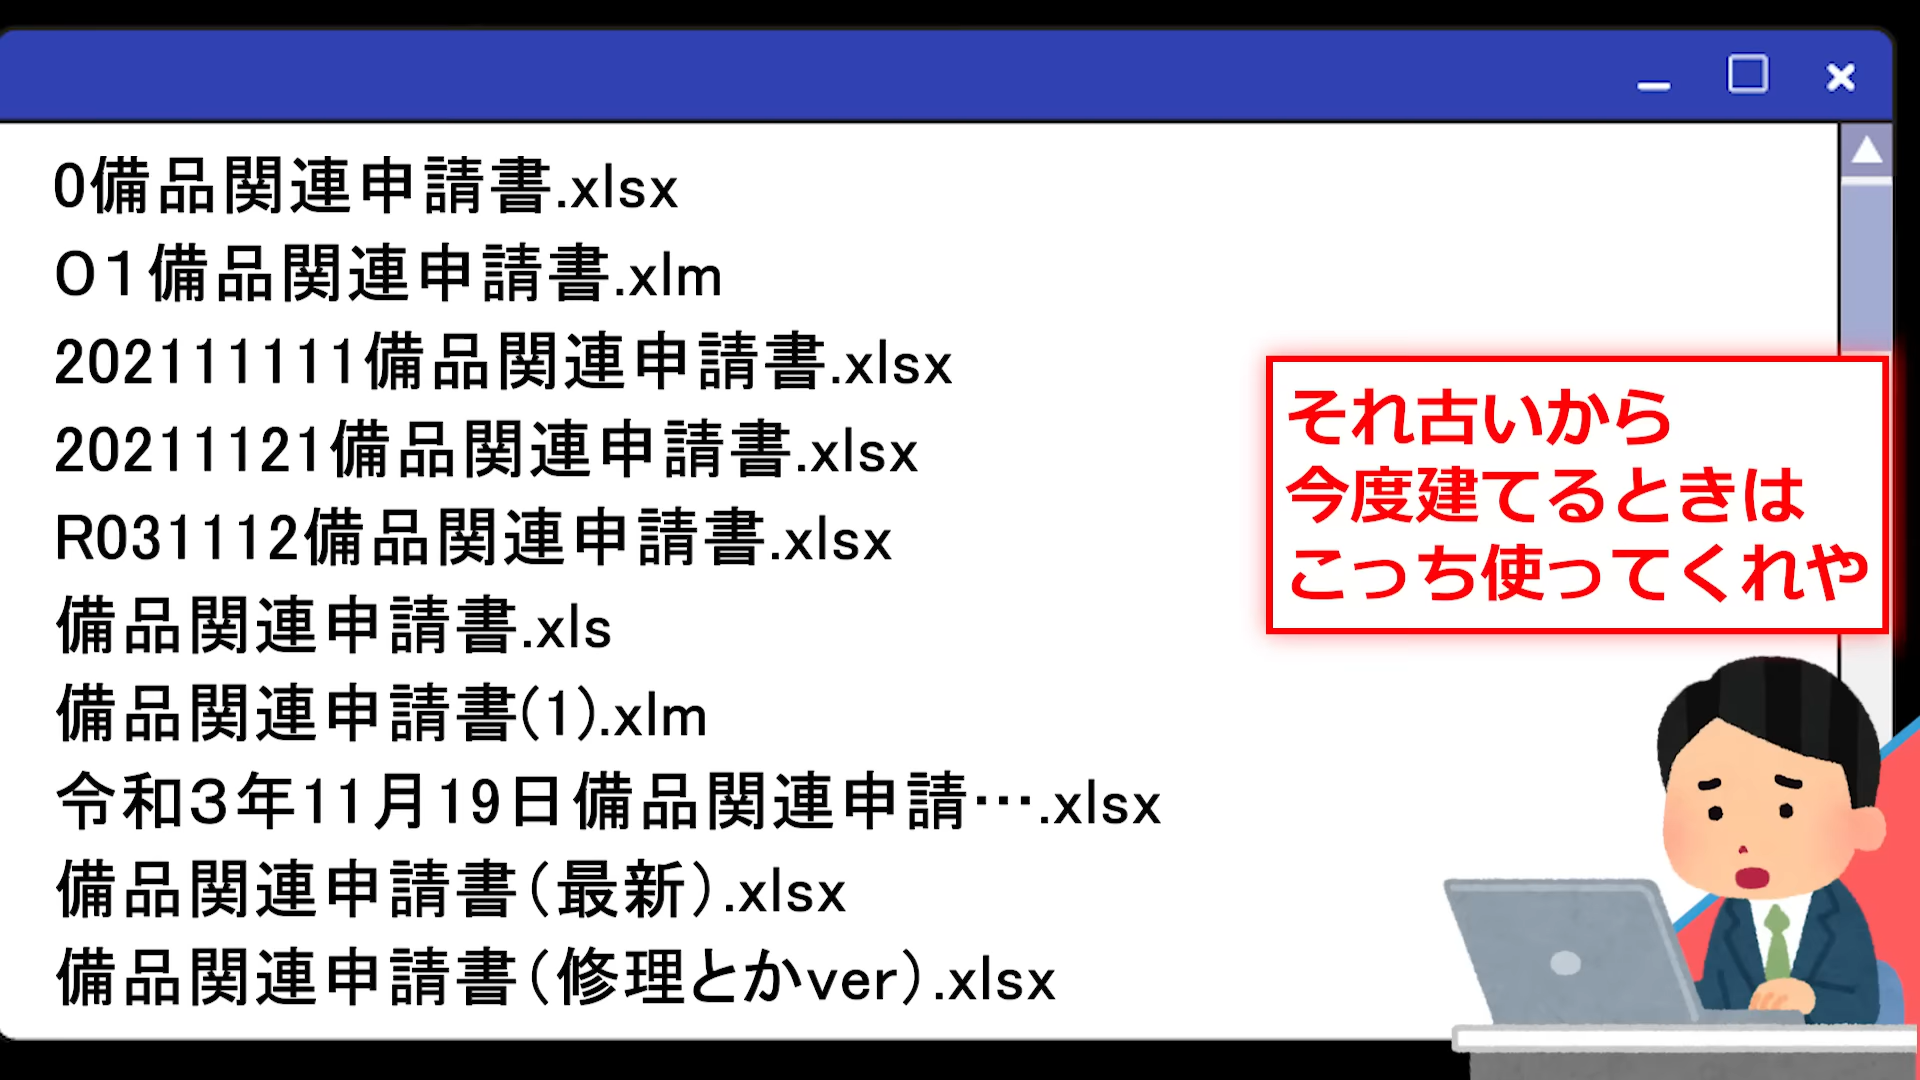 0備品関連申請書.xlsx
O１備品関連申請書.xlm
202111111備品関連申請書.xlsx
20211121備品関連申請書.xlsx
R031112備品関連申請書.xlsx
備品関連申請書.xls
備品関連申請書(1).xlm
令和３年11月19日備品関連申請….xlsx
備品関連申請書（最新）.xlsx
備品関連申請書（修理とかver）.xlsx
それ古いから
今度建てるときは
こっち使ってくれや